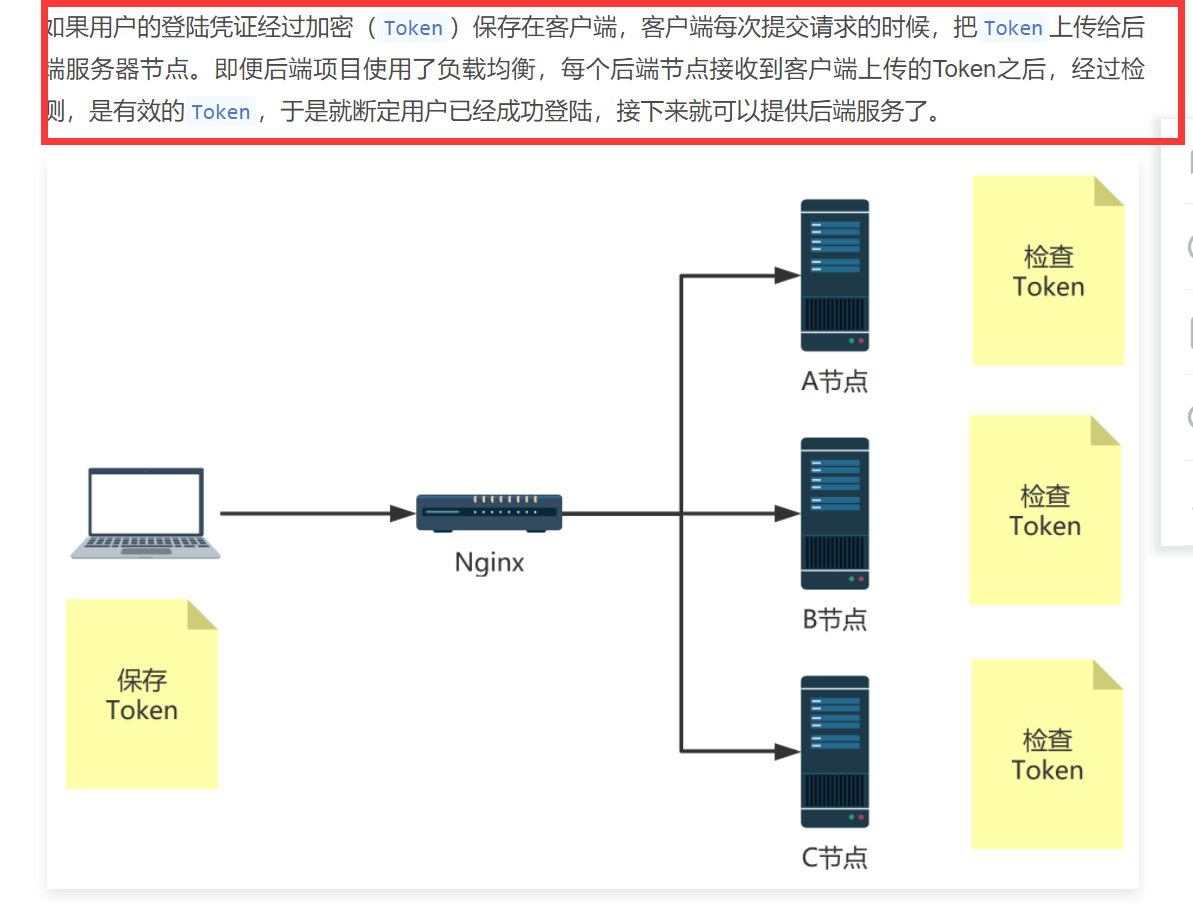 如果用户的登陆凭证经过加密（Token）保存在客户端，客户端每次提交请求的时候，把Token上传给后
端服务器节点。即便后端项目使用了负载均衡，每个后端节点接收到客户端上传的Token之后，经过检
测，是有效的Token，于是就断定用户已经成功登陆，接下来就可以提供后端服务了。
检查
Token
A节点
检查
Token
Nginx
B节点
保存
Token
检查
Token
C节点